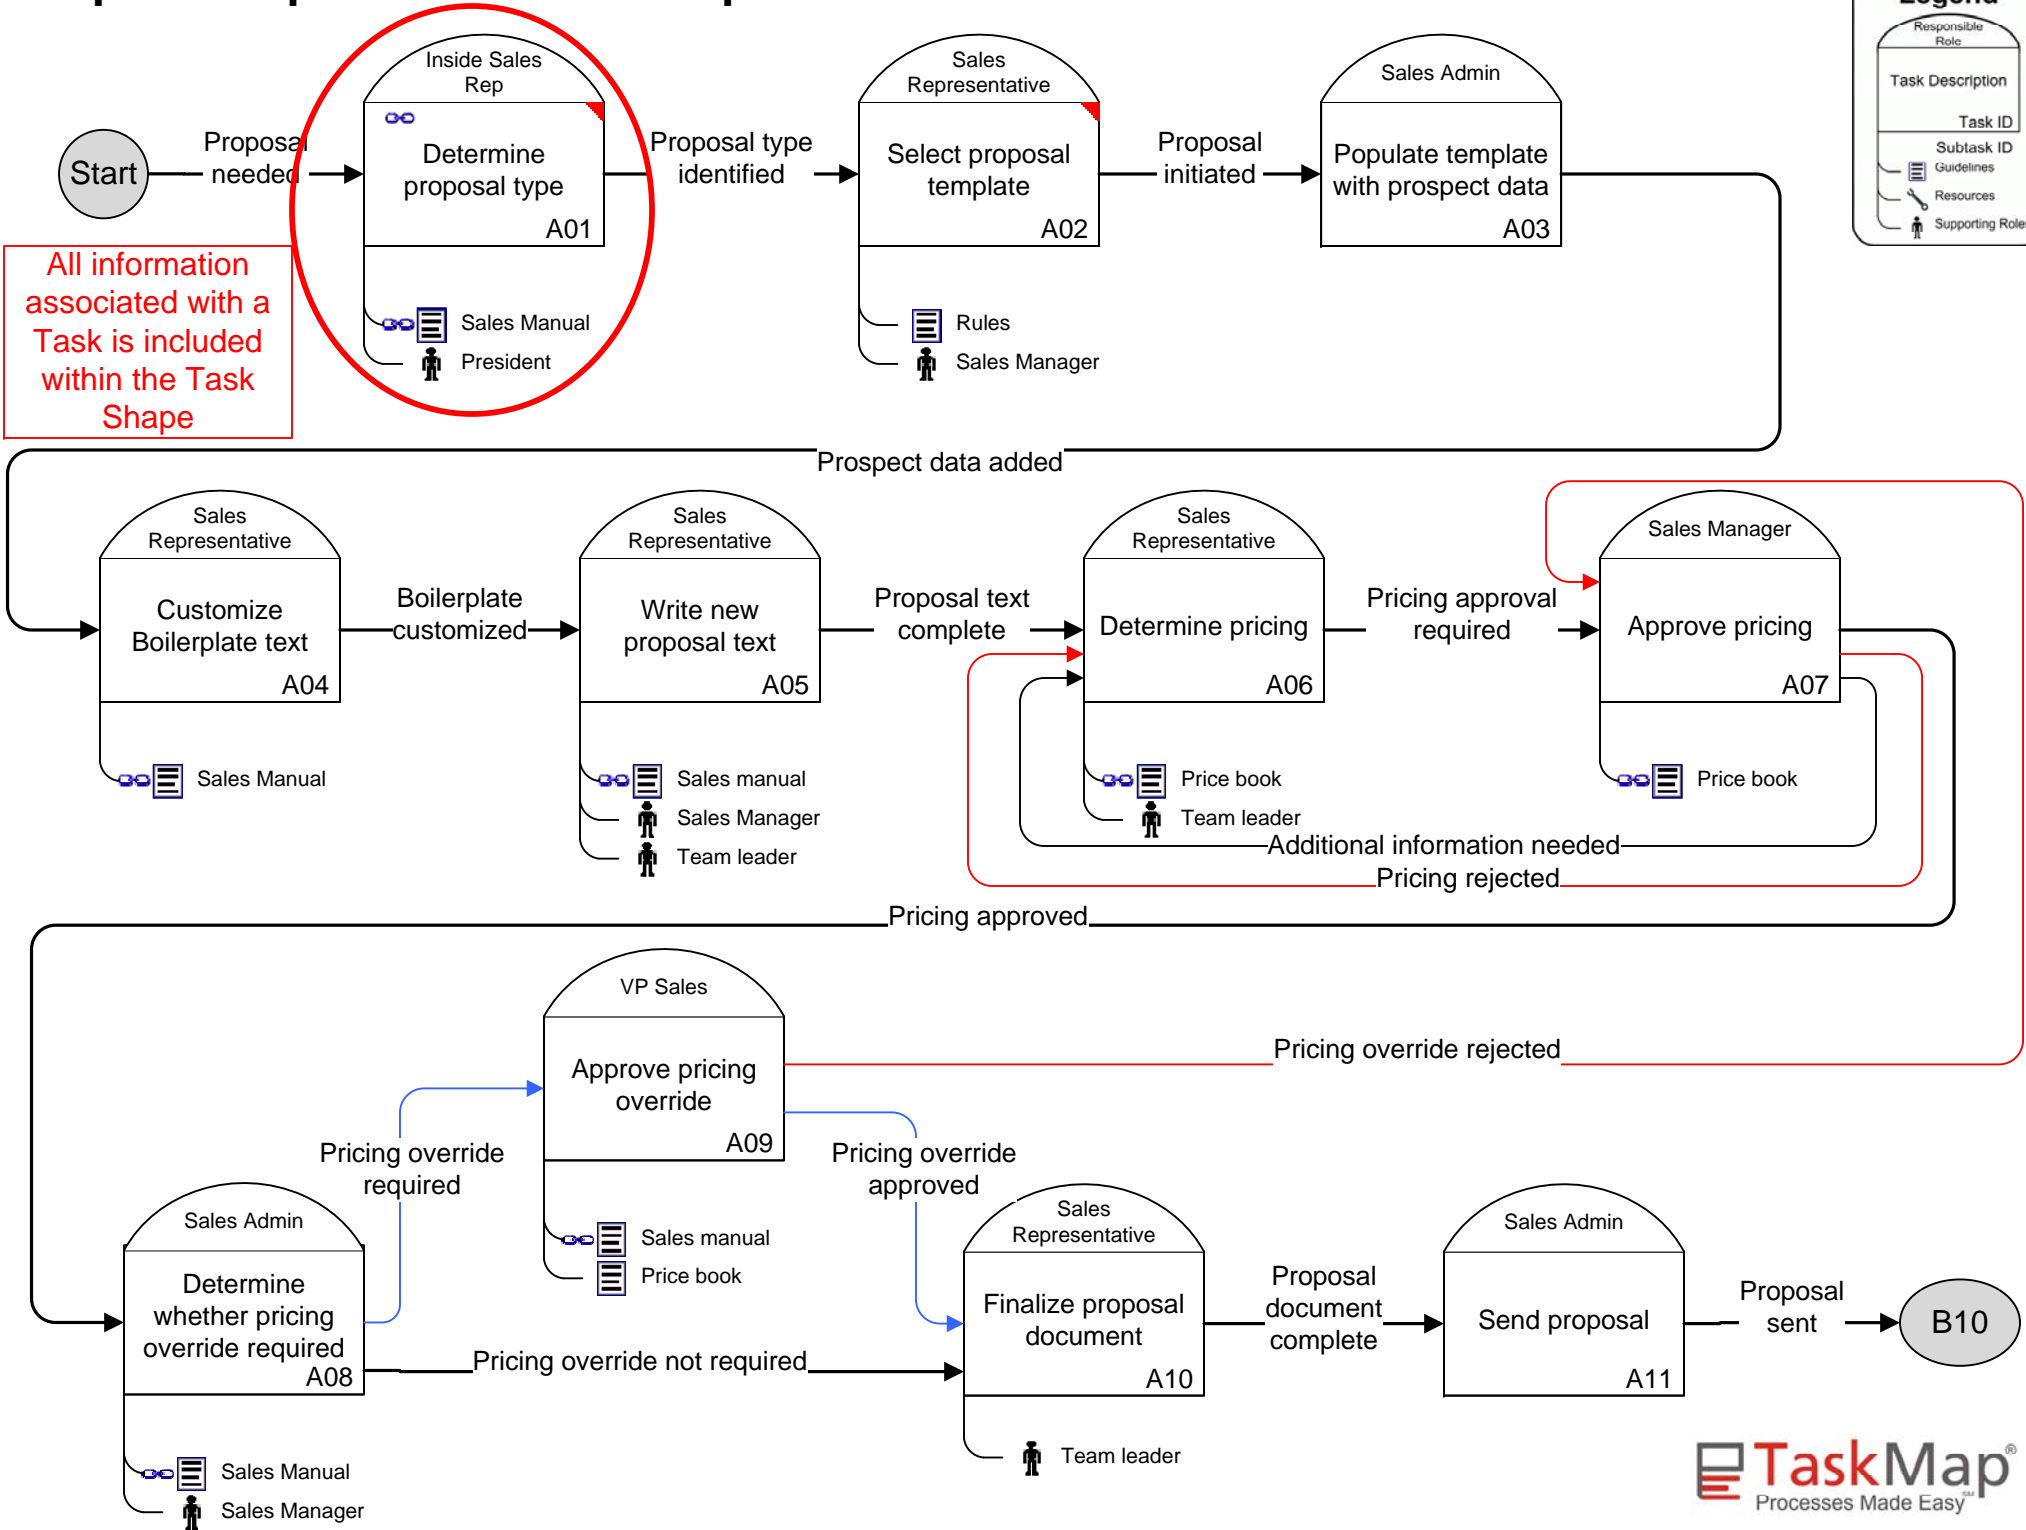 Legend
Responsible
Role
Task Description
Task ID
Subtask ID
Guidelines
Resources
Supporting Role
Start
Proposal
needed
Inside Sales
Rep
Determine
proposal type
A01
Sales Manual
President
Proposal type
identified
Sales
Representative
Select proposal
template
A02
Rules
Sales Manager
Proposal
initiated
Sales Admin
Populate template
with prospect data
A03
All information
associated with a
Task is included
within the Task
Shape
Prospect data added
Sales
Representative
Customize
Boilerplate text
A04
Sales Manual
Boilerplate
customized
Sales
Representative
Write new
proposal text
A05
Sales manual
Sales Manager
Team leader
Proposal text
complete
Sales
Representative
Determine pricing
A06
Price book
Team leader
Pricing approval
required
Sales Manager
Approve pricing
A07
Price book
Additional information needed
Pricing rejected
Pricing approved
VP Sales
Approve pricing
override
A09
Sales manual
Price book
Pricing override rejected
Pricing override
required
Pricing override
approved
Sales Admin
Determine
whether pricing
override required
A08
Sales Manual
Sales Manager
Pricing override not required
Sales
Representative
Finalize proposal
document
A10
Team leader
Proposal
document
complete
Sales Admin
Send proposal
A11
Proposal
sent
B10
TaskMap®
Processes Made Easy℠